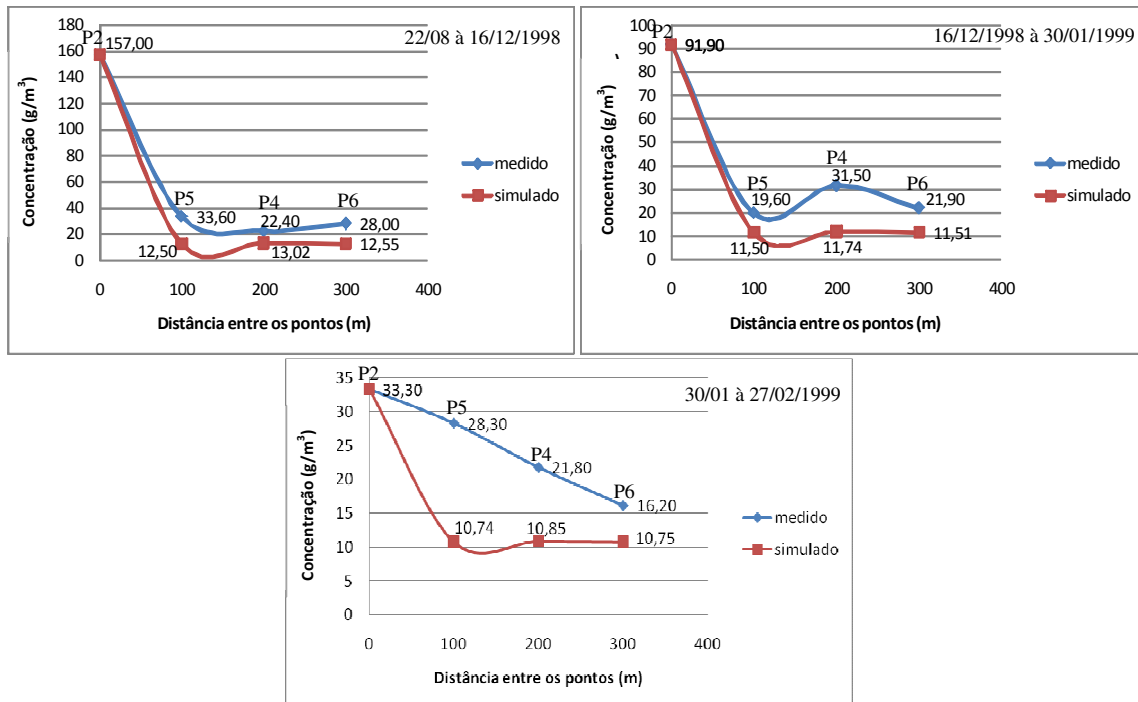 22/08 à 16/12/1998
Concentração (g/m³)
180
160
140
120
100
80
60
40
20
0
P2
157,00
P5
33,60
P4
22,40
P6
28,00
12,50
13,02
12,55
medido
simulado
0 100 200 300 400
Distância entre os pontos (m)
16/12/1998 à 30/01/1999
Concentração (g/m³)
100
90
80
70
60
50
40
30
20
10
0
P2
91,90
P5
19,60
P4
31,50
P6
21,90
11,50
11,74
11,51
medido
simulado
0 100 200 300 400
Distância entre os pontos (m)
30/01 à 27/02/1999
Concentração (g/m³)
35
30
25
20
15
10
5
0
P2
33,30
P5
28,30
P4
21,80
P6
16,20
10,74
10,85
10,75
medido
simulado
0 100 200 300 400
Distância entre os pontos (m)